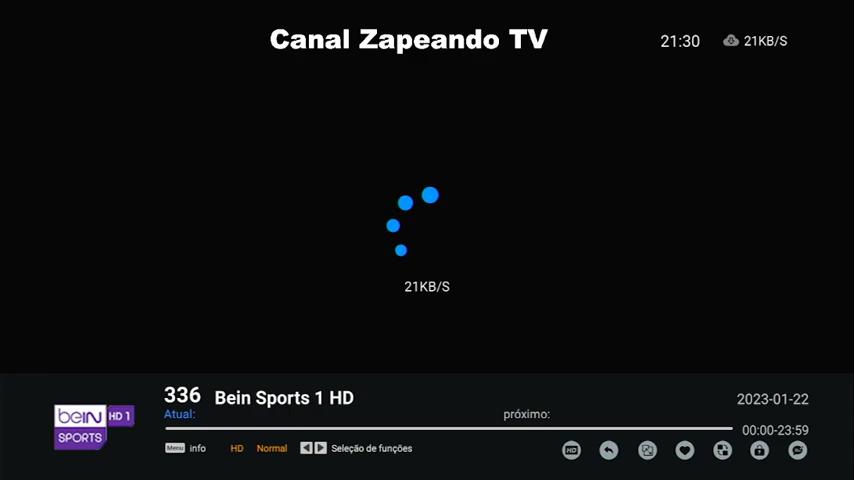 Canal Zapeando TV
21:30
21KB/S
21KB/S
336 Bein Sports 1 HD
2023-01-22
Atual:
próximo:
00:00-23:59
beIN HD 1
SPORTS
Menu info
HD
Normal
Seleção de funções
HD